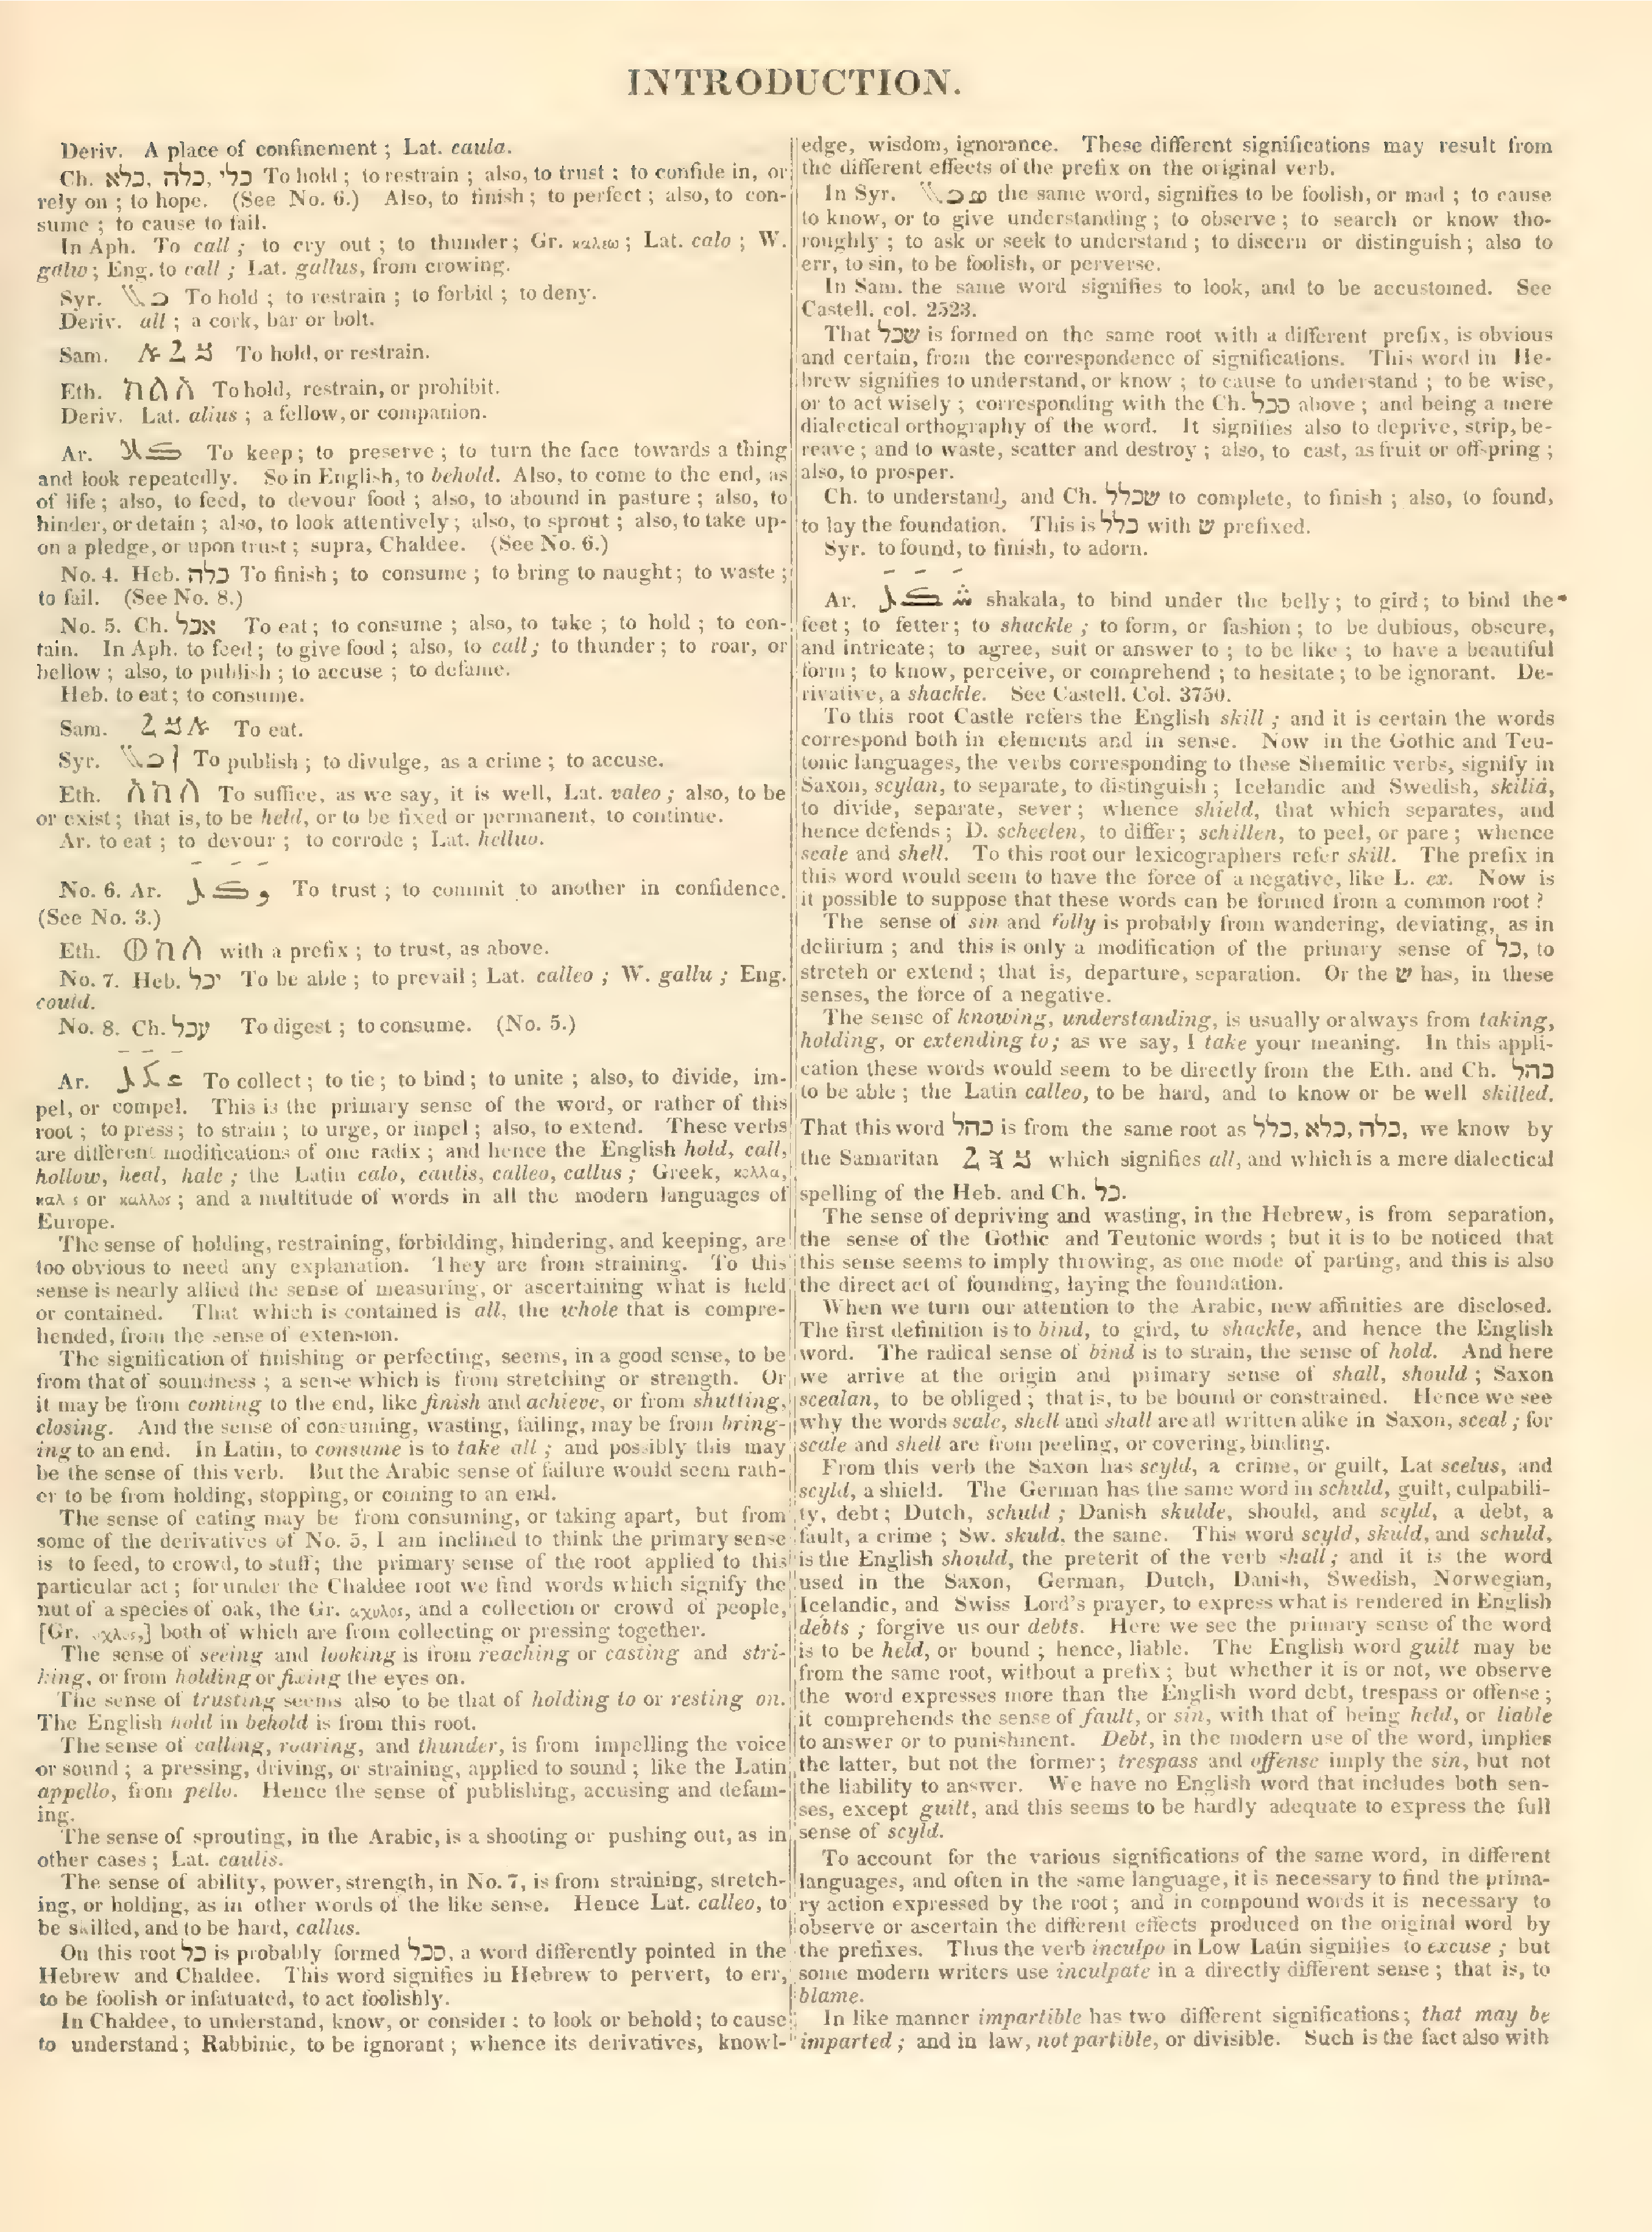 INTRODUCTION.
Deriv. A place of confinement ; Lat. caula.
Ch. כלי, כלה, כלא To hold ; to restrain ; also, to trust ; to confide in, or
rely on ; to hope. (See No. 6.) Also, to finish ; to perfect ; also, to con-
sume ; to cause to fail.
In Aph. To call ; to cry out ; to thunder ; Gr. καλεω ; Lat. calo ; W.
galw ; Eng. to call ; Lat. gallus, from crowing.
Syr. ܟܠܐ To hold ; to restrain ; to forbid ; to deny.
Deriv. all ; a cork, bar or bolt.
Sam. To hold, or restrain.
Eth. ከለአ To hold, restrain, or prohibit.
Deriv. Lat. alius ; a fellow, or companion.
Ar. كلا To keep ; to preserve ; to turn the face towards a thing
and look repeatedly. So in English, to behold. Also, to come to the end, as
of life ; also, to feed, to devour food ; also, to abound in pasture ; also, to
hinder, or detain ; also, to look attentively ; also, to sprout ; also, to take up-
on a pledge, or upon trust ; supra, Chaldee. (See No. 6.)
No. 4. Heb. כלה To finish ; to consume ; to bring to naught ; to waste ;
to fail. (See No. 8.)
No. 5. Ch. אכל To eat ; to consume ; also, to take ; to hold ; to con-
tain. In Aph. to feed ; to give food ; also, to call ; to thunder ; to roar, or
bellow ; also, to publish ; to accuse ; to defame.
Heb. to eat ; to consume.
Sam. To eat.
Syr. ܐܟܠ To publish ; to divulge, as a crime ; to accuse.
Eth. አከለ To suffice, as we say, it is well, Lat. valeo ; also, to be
or exist ; that is, to be held, or to be fixed or permanent, to continue.
Ar. to eat ; to devour ; to corrode ; Lat. helluo.
No. 6. Ar. وَكَلَ To trust ; to commit to another in confidence.
(See No. 3.)
Eth. ወከለ with a prefix ; to trust, as above.
No. 7. Heb. יכל To be able ; to prevail ; Lat. calleo ; W. gallu ; Eng.
could.
No. 8. Ch. עכל To digest ; to consume. (No. 5.)
Ar. عَكَلَ To collect ; to tie ; to bind ; to unite ; also, to divide, im-
pel, or compel. This is the primary sense of the word, or rather of this
root ; to press ; to strain ; to urge, or impel ; also, to extend. These verbs
are different modifications of one radix ; and hence the English hold, call,
hollow, heal, hale ; the Latin calo, caulis, calleo, callus ; Greek, κολλα,
or καλλος ; and a multitude of words in all the modern languages of
Europe.
The sense of holding, restraining, forbidding, hindering, and keeping, are
too obvious to need any explanation. They are from straining. To this
sense is nearly allied the sense of measuring, or ascertaining what is held
or contained. That which is contained is all, the whole that is compre-
hended, from the sense of extension.
The signification of finishing or perfecting, seems, in a good sense, to be
from that of soundness ; a sense which is from stretching or strength. Or
it may be from coming to the end, like finish and achieve, or from shutting,
closing. And the sense of consuming, wasting, failing, may be from bring-
ing to an end. In Latin, to consume is to take all ; and possibly this may
be the sense of this verb. But the Arabic sense of failure would seem rath-
er to be from holding, stopping, or coming to an end.
The sense of eating may be from consuming, or taking apart, but from
some of the derivatives of No. 5, I am inclined to think the primary sense
is to feed, to crowd, to stuff ; the primary sense of the root applied to this
particular act ; for under the Chaldee root we find words which signify the
nut of a species of oak, the Gr. αχυλος, and a collection or crowd of people,
[Gr. οχλος,] both of which are from collecting or pressing together.
The sense of seeing and looking is from reaching or casting and stri-
king, or from holding or fixing the eyes on.
The sense of trusting seems also to be that of holding to or resting on.
The English hold in behold is from this root.
The sense of calling, roaring, and thunder, is from impelling the voice
or sound ; a pressing, driving, or straining, applied to sound ; like the Latin
appello, from pello. Hence the sense of publishing, accusing and defam-
ing.
The sense of sprouting, in the Arabic, is a shooting or pushing out, as in
other cases ; Lat. caulis.
The sense of ability, power, strength, in No. 7, is from straining, stretch-
ing, or holding, as in other words of the like sense. Hence Lat. calleo, to
be skilled, and to be hard, callus.
On this root כל is probably formed סכל, a word differently pointed in the
Hebrew and Chaldee. This word signifies in Hebrew to pervert, to err,
to be foolish or infatuated, to act foolishly.
In Chaldee, to understand, know, or consider : to look or behold ; to cause
to understand ; Rabbinic, to be ignorant ; whence its derivatives, knowl-
edge, wisdom, ignorance. These different significations may result from
the different effects of the prefix on the original verb.
In Syr. ܣܟܠ the same word, signifies to be foolish, or mad ; to cause
to know, or to give understanding ; to observe ; to search or know tho-
roughly ; to ask or seek to understand ; to discern or distinguish ; also to
err, to sin, to be foolish, or perverse.
In Sam. the same word signifies to look, and to be accustomed. See
Castell. col. 2523.
That שכל is formed on the same root with a different prefix, is obvious
and certain, from the correspondence of significations. This word in He-
brew signifies to understand, or know ; to cause to understand ; to be wise,
or to act wisely ; corresponding with the Ch. סכל above ; and being a mere
dialectical orthography of the word. It signifies also to deprive, strip, be-
reave ; and to waste, scatter and destroy ; also, to cast, as fruit or offspring ;
also, to prosper.
Ch. to understand, and Ch. שכלל to complete, to finish ; also, to found,
to lay the foundation. This is כלל with ש prefixed.
Syr. to found, to finish, to adorn.
Ar. شَكَلَ shakala, to bind under the belly ; to gird ; to bind the
feet ; to fetter ; to shackle ; to form, or fashion ; to be dubious, obscure,
and intricate ; to agree, suit or answer to ; to be like ; to have a beautiful
form ; to know, perceive, or comprehend ; to hesitate ; to be ignorant. De-
rivative, a shackle. See Castell. Col. 3750.
To this root Castle refers the English skill ; and it is certain the words
correspond both in elements and in sense. Now in the Gothic and Teu-
tonic languages, the verbs corresponding to these Shemitic verbs, signify in
Saxon, scylan, to separate, to distinguish ; Icelandic and Swedish, skilia,
to divide, separate, sever ; whence shield, that which separates, and
hence defends ; D. scheelen, to differ ; schillen, to peel, or pare ; whence
scale and shell. To this root our lexicographers refer skill. The prefix in
this word would seem to have the force of a negative, like L. ex. Now is
it possible to suppose that these words can be formed from a common root ?
The sense of sin and folly is probably from wandering, deviating, as in
delirium ; and this is only a modification of the primary sense of כל, to
stretch or extend ; that is, departure, separation. Or the ש has, in these
senses, the force of a negative.
The sense of knowing, understanding, is usually or always from taking,
holding, or extending to ; as we say, I take your meaning. In this appli-
cation these words would seem to be directly from the Eth. and Ch. כהל
to be able ; the Latin calleo, to be hard, and to know or be well skilled.
That this word כהל is from the same root as כלה, כלא, כלל, we know by
the Samaritan which signifies all, and which is a mere dialectical
spelling of the Heb. and Ch. כל.
The sense of depriving and wasting, in the Hebrew, is from separation,
the sense of the Gothic and Teutonic words ; but it is to be noticed that
this sense seems to imply throwing, as one mode of parting, and this is also
the direct act of founding, laying the foundation.
When we turn our attention to the Arabic, new affinities are disclosed.
The first definition is to bind, to gird, to shackle, and hence the English
word. The radical sense of bind is to strain, the sense of hold. And here
we arrive at the origin and primary sense of shall, should ; Saxon
scealan, to be obliged ; that is, to be bound or constrained. Hence we see
why the words scale, shell and shall are all written alike in Saxon, sceal ; for
scale and shell are from peeling, or covering, binding.
From this verb the Saxon has scyld, a crime, or guilt, Lat scelus, and
scyld, a shield. The German has the same word in schuld, guilt, culpabili-
ty, debt ; Dutch, schuld ; Danish skulde, should, and scyld, a debt, a
fault, a crime ; Sw. skuld, the same. This word scyld, skuld, and schuld,
is the English should, the preterit of the verb shall ; and it is the word
used in the Saxon, German, Dutch, Danish, Swedish, Norwegian,
Icelandic, and Swiss Lord's prayer, to express what is rendered in English
debts ; forgive us our debts. Here we see the primary sense of the word
is to be held, or bound ; hence, liable. The English word guilt may be
from the same root, without a prefix ; but whether it is or not, we observe
the word expresses more than the English word debt, trespass or offense ;
it comprehends the sense of fault, or sin, with that of being held, or liable
to answer or to punishment. Debt, in the modern use of the word, implies
the latter, but not the former ; trespass and offense imply the sin, but not
the liability to answer. We have no English word that includes both sen-
ses, except guilt, and this seems to be hardly adequate to express the full
sense of scyld.
To account for the various significations of the same word, in different
languages, and often in the same language, it is necessary to find the prima-
ry action expressed by the root ; and in compound words it is necessary to
observe or ascertain the different effects produced on the original word by
the prefixes. Thus the verb inculpo in Low Latin signifies to excuse ; but
some modern writers use inculpate in a directly different sense ; that is, to
blame.
In like manner impartible has two different significations ; that may be
imparted ; and in law, not partible, or divisible. Such is the fact also with